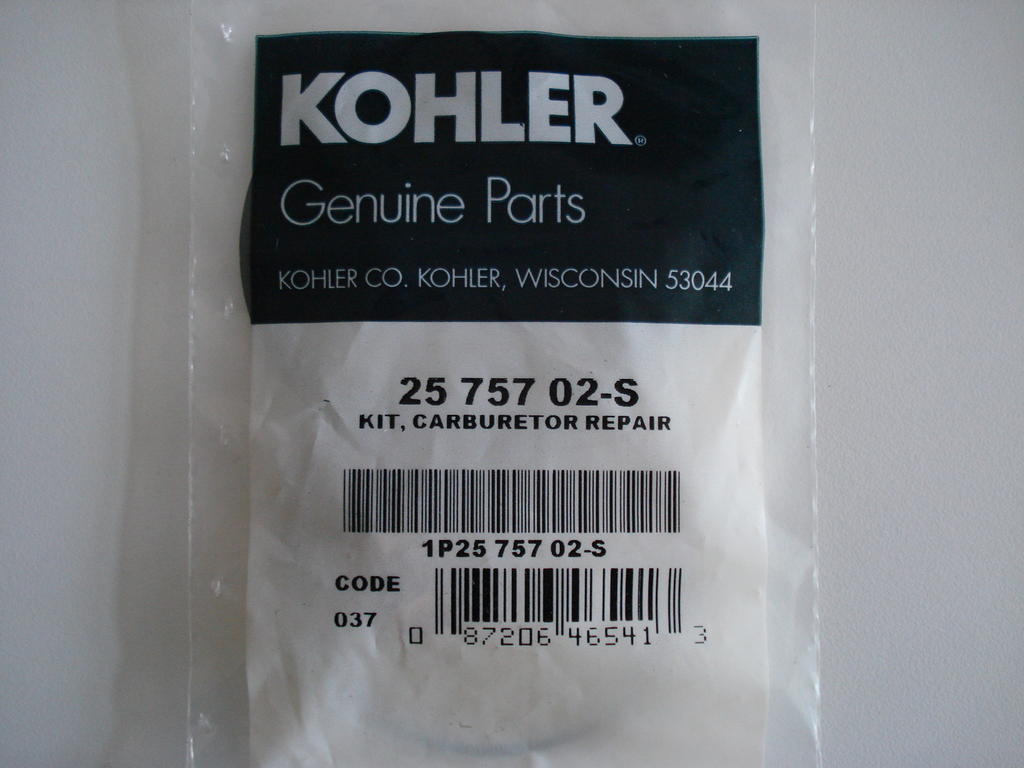 KOHLER®
Genuine Parts
KOHLER CO. KOHLER, WISCONSIN 53044
25 757 02-S
KIT, CARBURETOR REPAIR
1P25 757 02-S
CODE
037
0 87206 46541 3